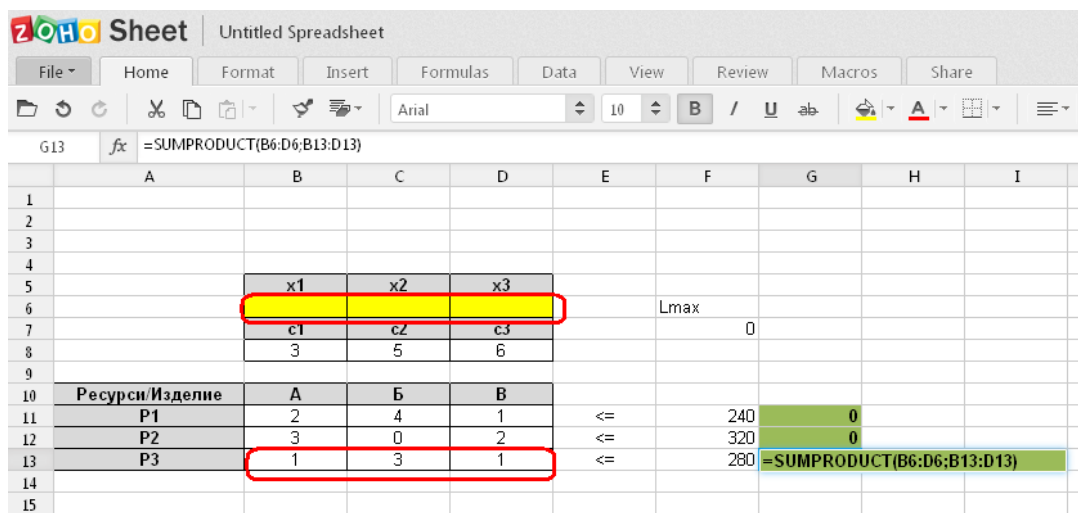 ZOHO Sheet Untitled Spreadsheet
File Home Format Insert Formulas Data View Review Macros Share
Arial 10 B I U ab A
G13 fx =SUMPRODUCT(B6:D6;B13:D13)
A B C D E F G H I
1
2
3
4
5 x1 x2 x3
6 Lmax
7 c1 c2 c3 0
8 3 5 6
9
10 Ресурси/Изделие А Б В
11 P1 2 4 1 <= 240 0
12 P2 3 0 2 <= 320 0
13 P3 1 3 1 <= 280 =SUMPRODUCT(B6:D6;B13:D13)
14
15